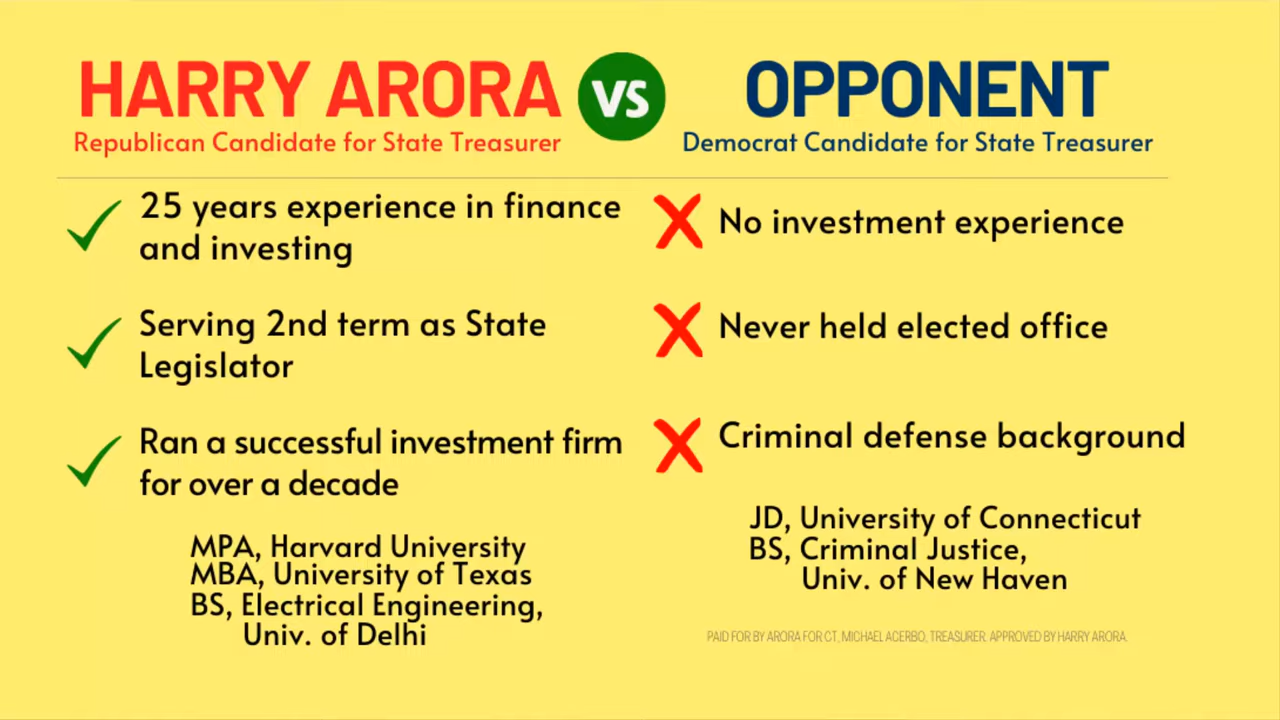 HARRY ARORA
Republican Candidate for State Treasurer
VS
OPPONENT
Democrat Candidate for State Treasurer
25 years experience in finance
and investing
Serving 2nd term as State
Legislator
Ran a successful investment firm
for over a decade
MPA, Harvard University
MBA, University of Texas
BS, Electrical Engineering,
Univ. of Delhi
No investment experience
Never held elected office
Criminal defense background
JD, University of Connecticut
BS, Criminal Justice,
Univ. of New Haven
PAID FOR BY ARORA FOR CT, MICHAEL ACERBO, TREASURER. APPROVED BY HARRY ARORA.